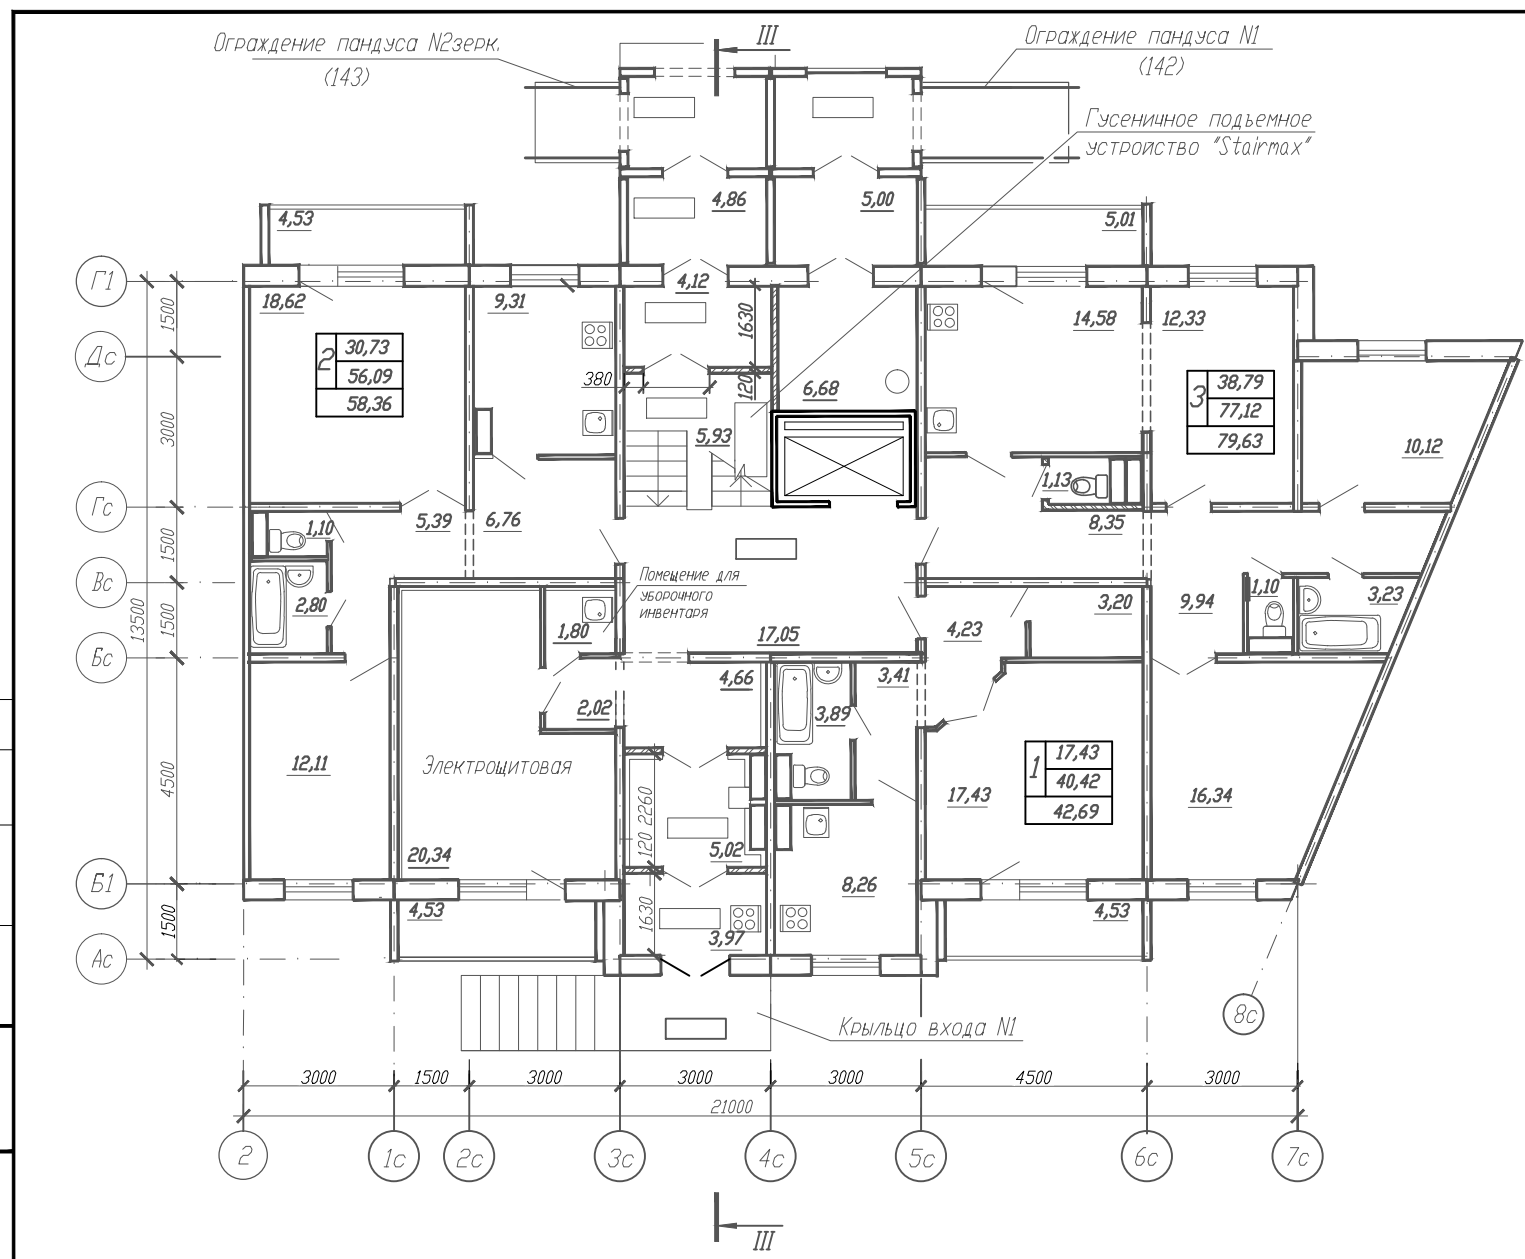 Ограждение пандуса N2зерк.
(143)
III
Ограждение пандуса N1
(142)
Гусеничное подъемное
устройство "Stairmax"
4,86
5,00
4,53
5,01
Г1
18,62
9,31
4,12
14,58
12,33
1500
1630
Дс
2
30,73
56,09
58,36
380
120
6,68
3
38,79
77,12
79,63
3000
5,93
10,12
Гс
1,13
5,39
6,76
1,10
8,35
1500
Вс
Помещение для
уборочного
инвентаря
13500
2,80
1,80
17,05
4,23
3,20
9,94
1,10
3,23
1500
Бс
4,66
3,41
2,02
3,89
12,11
Электрощитовая
1
17,43
40,42
42,69
4500
2260
17,43
16,34
120
20,34
5,02
8,26
Б1
4,53
4,53
1500
1630
3,97
Ас
8с
Крыльцо входа N1
3000
1500
3000
3000
3000
4500
3000
21000
2
1с
2с
3с
4с
5с
6с
7с
III